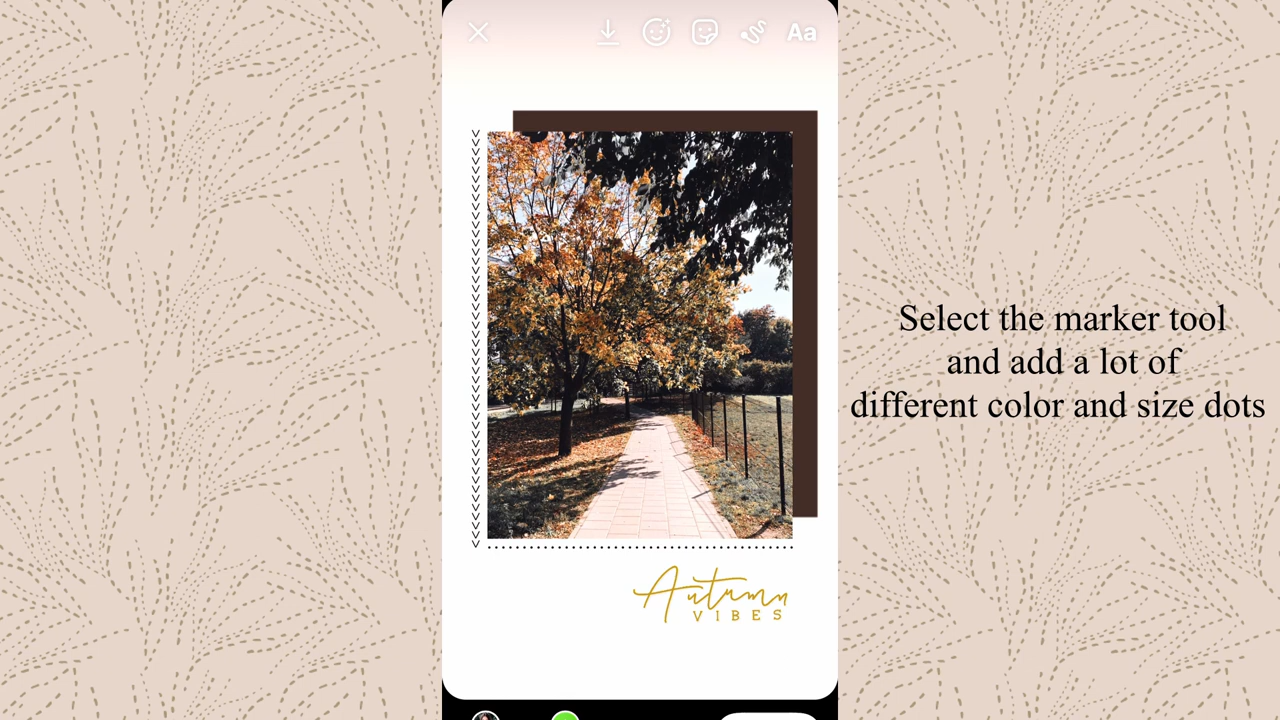 Aa
Select the marker tool
and add a lot of
different color and size dots
Autumn
VIBES